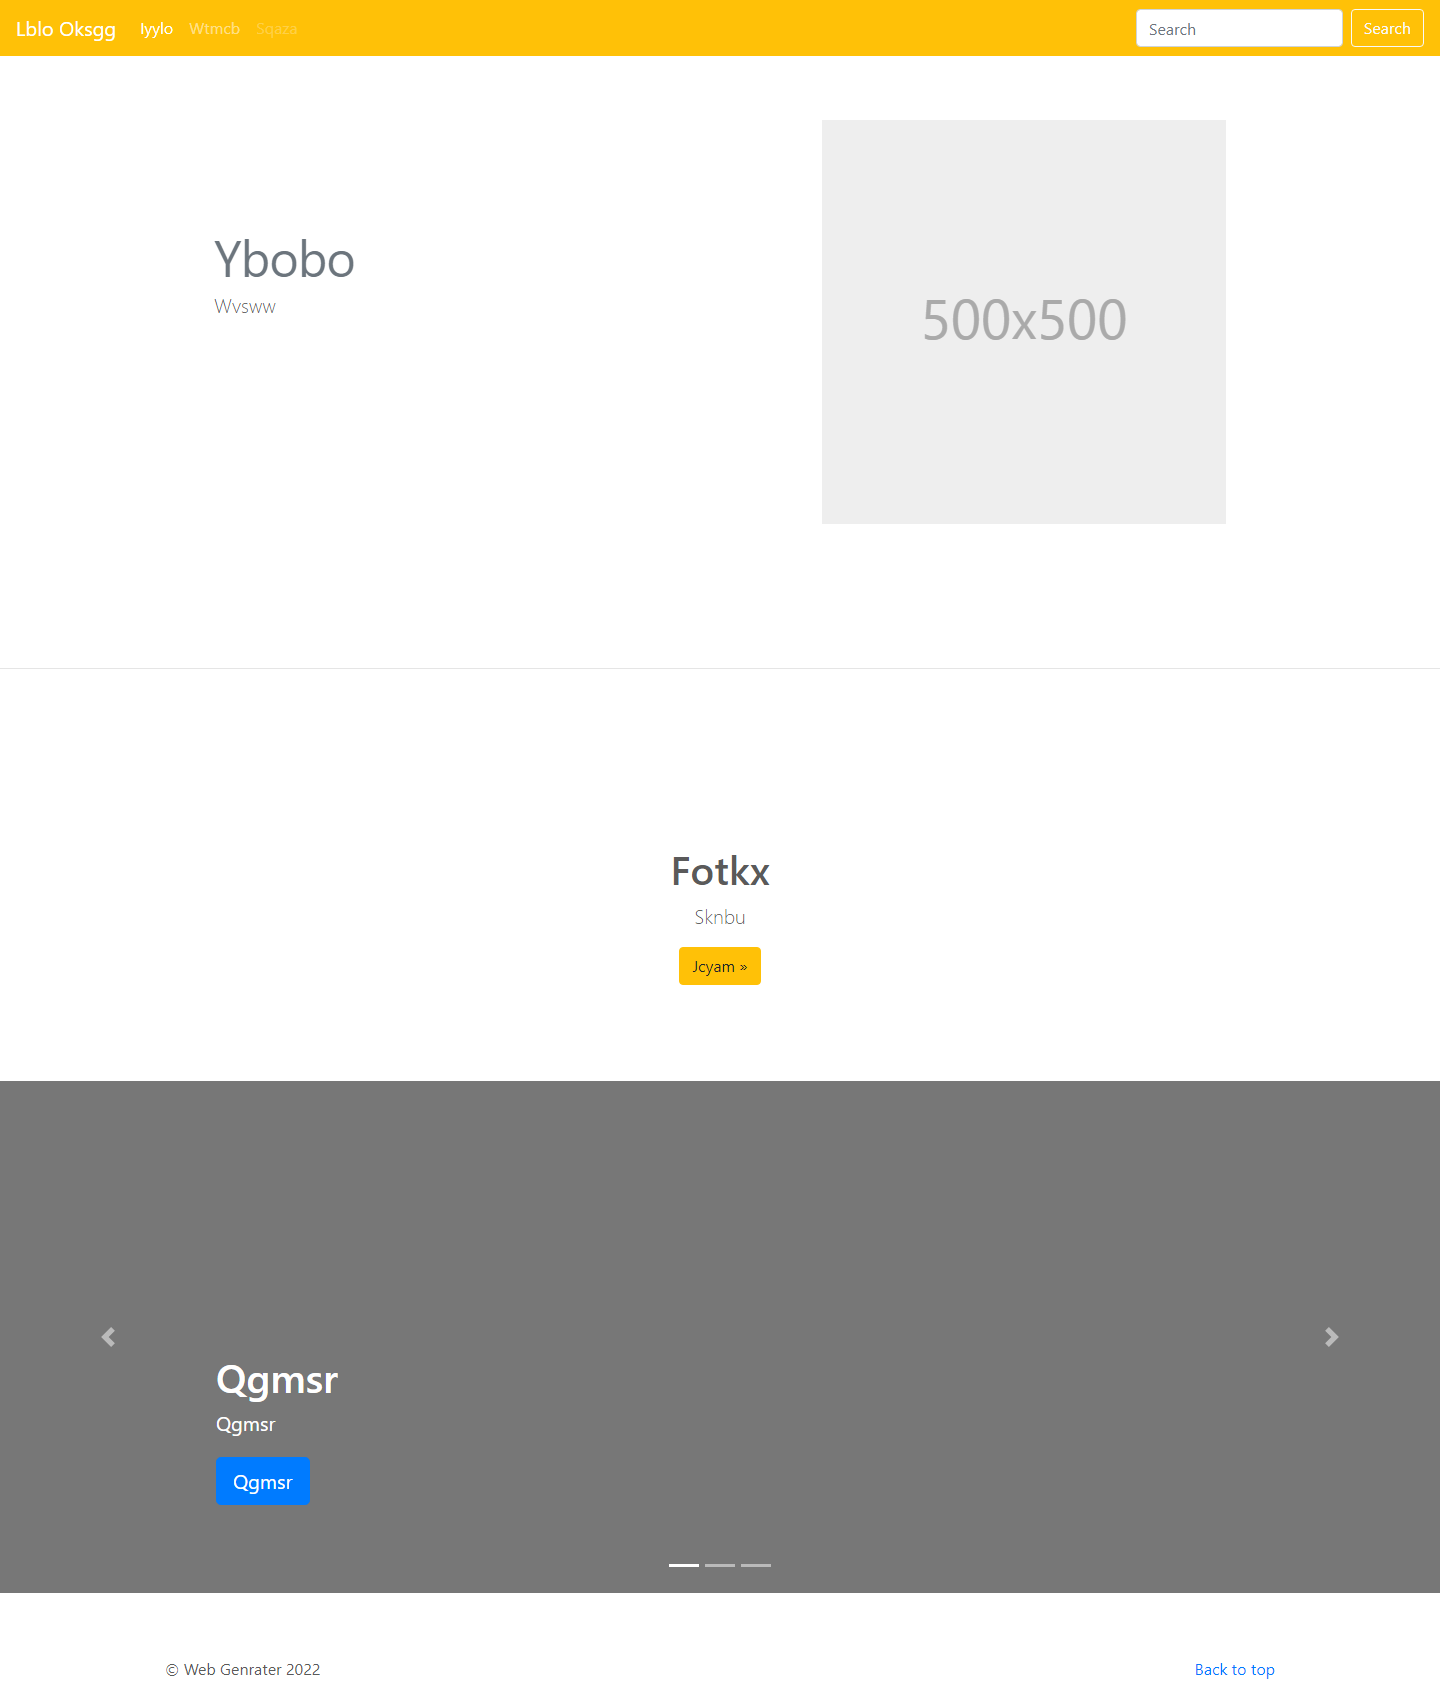 Lblo Oksgg Iyylo Wtmcb Sqaza Search Search
Ybobo
Wvsww
500x500
Fotkx
Sknbu
Jcyam »
Qgmsr
Qgmsr
Qgmsr
© Web Genrater 2022 Back to top